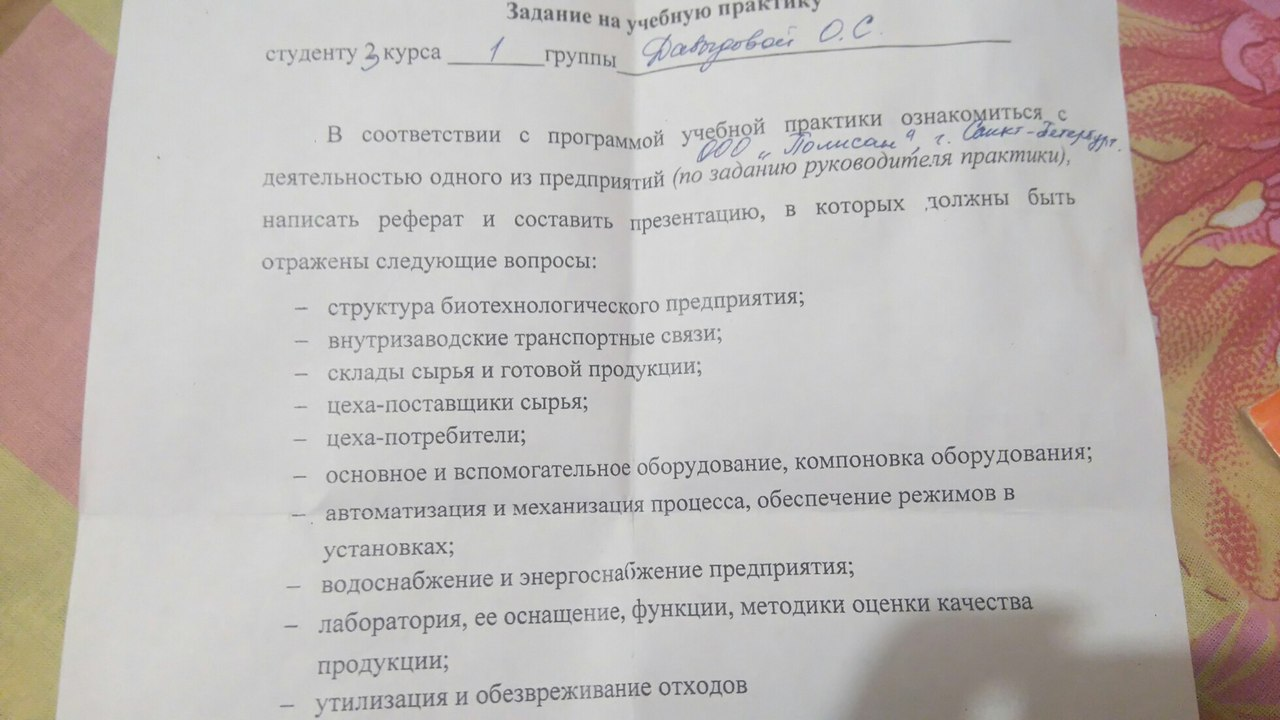 Задание на учебную практику
студенту 3 курса 1 группы Давыдовой О.С.
В соответствии с программой учебной практики ознакомиться с
ООО „Полисан", г. Санкт-Петербург.
деятельностью одного из предприятий (по заданию руководителя практики),
написать реферат и составить презентацию, в которых должны быть
отражены следующие вопросы:
– структура биотехнологического предприятия;
– внутризаводские транспортные связи;
– склады сырья и готовой продукции;
– цеха-поставщики сырья;
– цеха-потребители;
– основное и вспомогательное оборудование, компоновка оборудования;
– автоматизация и механизация процесса, обеспечение режимов в
установках;
– водоснабжение и энергоснабжение предприятия;
– лаборатория, ее оснащение, функции, методики оценки качества
продукции;
– утилизация и обезвреживание отходов